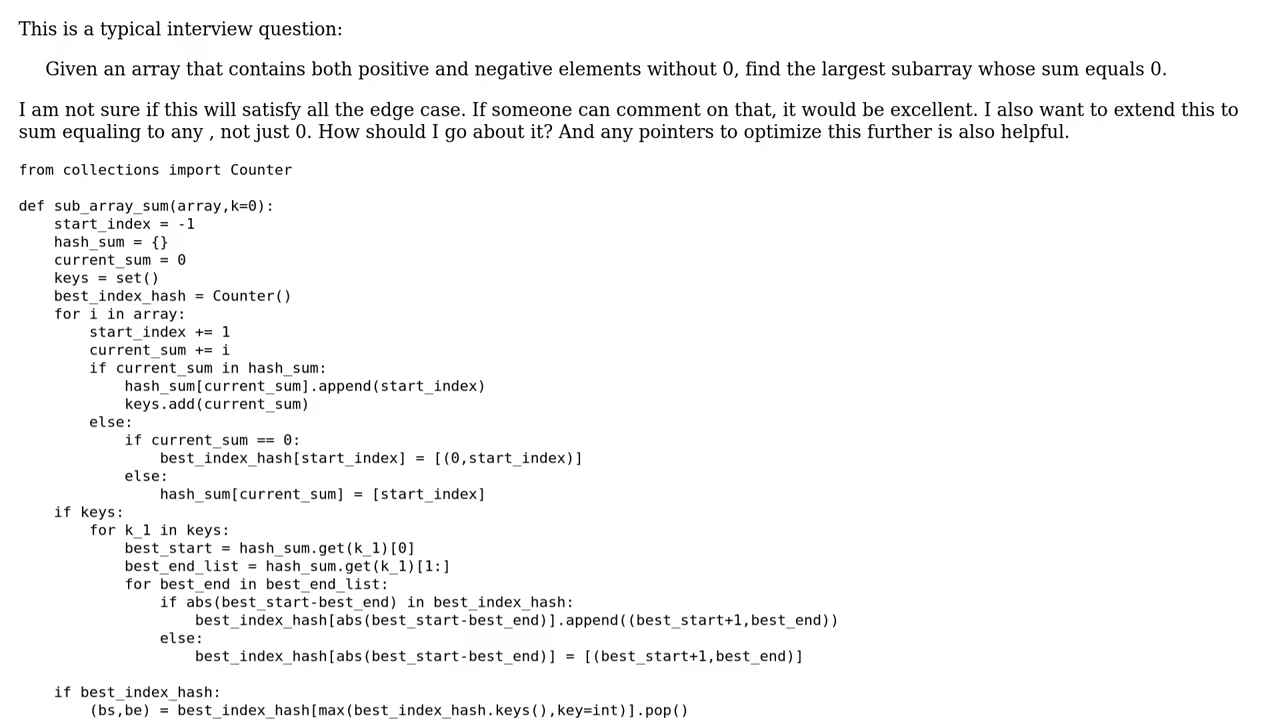 This is a typical interview question:
Given an array that contains both positive and negative elements without 0, find the largest subarray whose sum equals 0.
I am not sure if this will satisfy all the edge case. If someone can comment on that, it would be excellent. I also want to extend this to
sum equaling to any , not just 0. How should I go about it? And any pointers to optimize this further is also helpful.
from collections import Counter
def sub_array_sum(array,k=0):
    start_index = -1
    hash_sum = {}
    current_sum = 0
    keys = set()
    best_index_hash = Counter()
    for i in array:
        start_index += 1
        current_sum += i
        if current_sum in hash_sum:
            hash_sum[current_sum].append(start_index)
            keys.add(current_sum)
        else:
            if current_sum == 0:
                best_index_hash[start_index] = [(0,start_index)]
            else:
                hash_sum[current_sum] = [start_index]
    if keys:
        for k_1 in keys:
            best_start = hash_sum.get(k_1)[0]
            best_end_list = hash_sum.get(k_1)[1:]
            for best_end in best_end_list:
                if abs(best_start-best_end) in best_index_hash:
                    best_index_hash[abs(best_start-best_end)].append((best_start+1,best_end))
                else:
                    best_index_hash[abs(best_start-best_end)] = [(best_start+1,best_end)]
    if best_index_hash:
        (bs,be) = best_index_hash[max(best_index_hash.keys(),key=int)].pop()